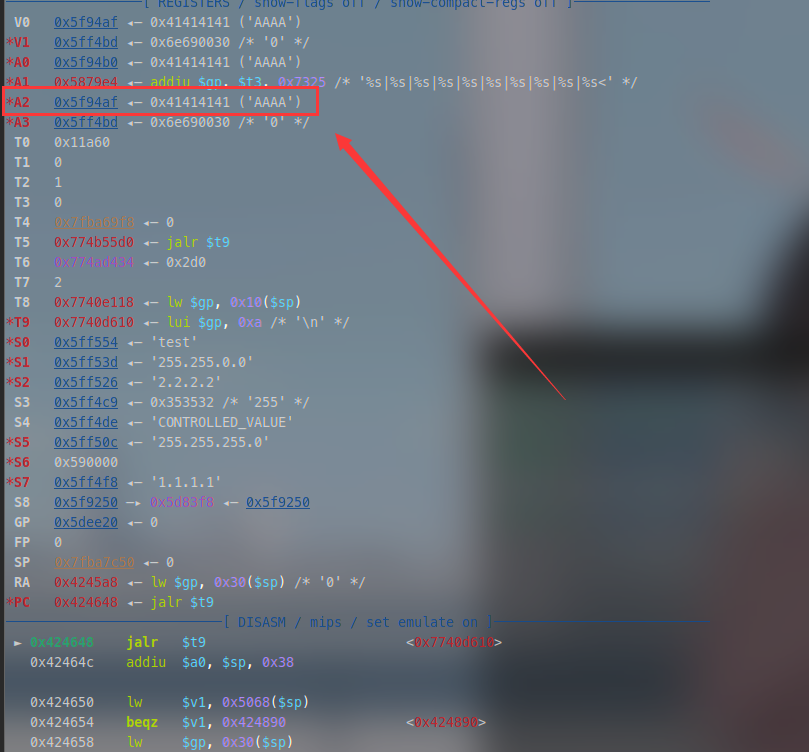 [ REGISTERS / show-flags off / show-compact-regs off ]
V0 0x5f94af ◂— 0x41414141 ('AAAA')
*V1 0x5ff4bd ◂— 0x6e690030 /* '0' */
*A0 0x5f94b0 ◂— 0x41414141 ('AAAA')
*A1 0x5879e4 ◂— addiu $gp, $t3, 0x7325 /* '%s|%s|%s|%s|%s|%s|%s|%s|%s|%s<' */
*A2 0x5f94af ◂— 0x41414141 ('AAAA')
*A3 0x5ff4bd ◂— 0x6e690030 /* '0' */
T0 0x11a60
T1 0
T2 1
T3 0
T4 0x7fba69f8 ◂— 0
T5 0x774b55d0 ◂— jalr $t9
T6 0x774ad434 ◂— 0x2d0
T7 2
T8 0x7740e118 ◂— lw $gp, 0x10($sp)
*T9 0x7740d610 ◂— lui $gp, 0xa /* '\n' */
*S0 0x5ff554 ◂— 'test'
*S1 0x5ff53d ◂— '255.255.0.0'
*S2 0x5ff526 ◂— '2.2.2.2'
S3 0x5ff4c9 ◂— 0x353532 /* '255' */
S4 0x5ff4de ◂— 'CONTROLLED_VALUE'
*S5 0x5ff50c ◂— '255.255.255.0'
*S6 0x590000
*S7 0x5ff4f8 ◂— '1.1.1.1'
S8 0x5f9250 —▸ 0x5d83f8 ◂— 0x5f9250
GP 0x5dee20 ◂— 0
FP 0
SP 0x7fba7c50 ◂— 0
RA 0x4245a8 ◂— lw $gp, 0x30($sp) /* '0' */
*PC 0x424648 ◂— jalr $t9
[ DISASM / mips / set emulate on ]
► 0x424648 jalr $t9 <0x7740d610>
0x42464c addiu $a0, $sp, 0x38
0x424650 lw $v1, 0x5068($sp)
0x424654 beqz $v1, 0x424890 <0x424890>
0x424658 lw $gp, 0x30($sp)